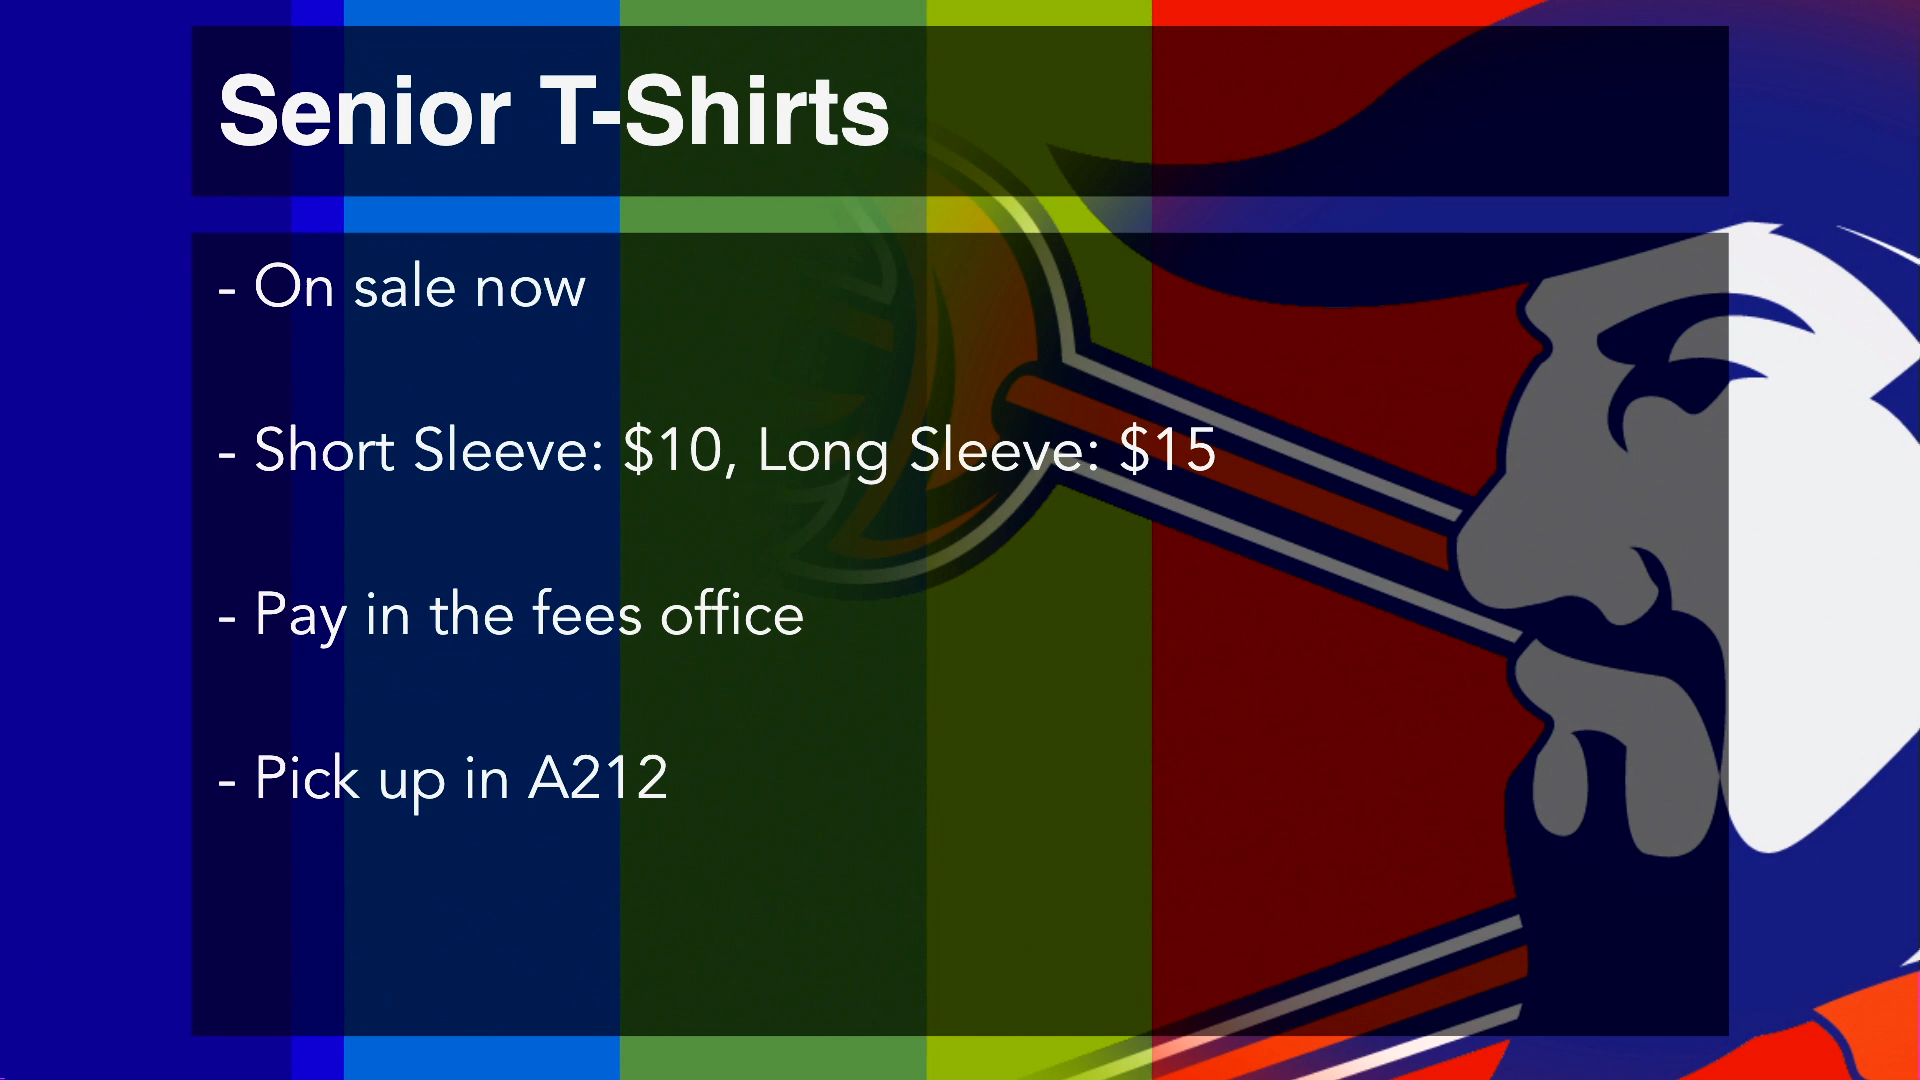 Senior T-Shirts
- On sale now
- Short Sleeve: $10, Long Sleeve: $15
- Pay in the fees office
- Pick up in A212